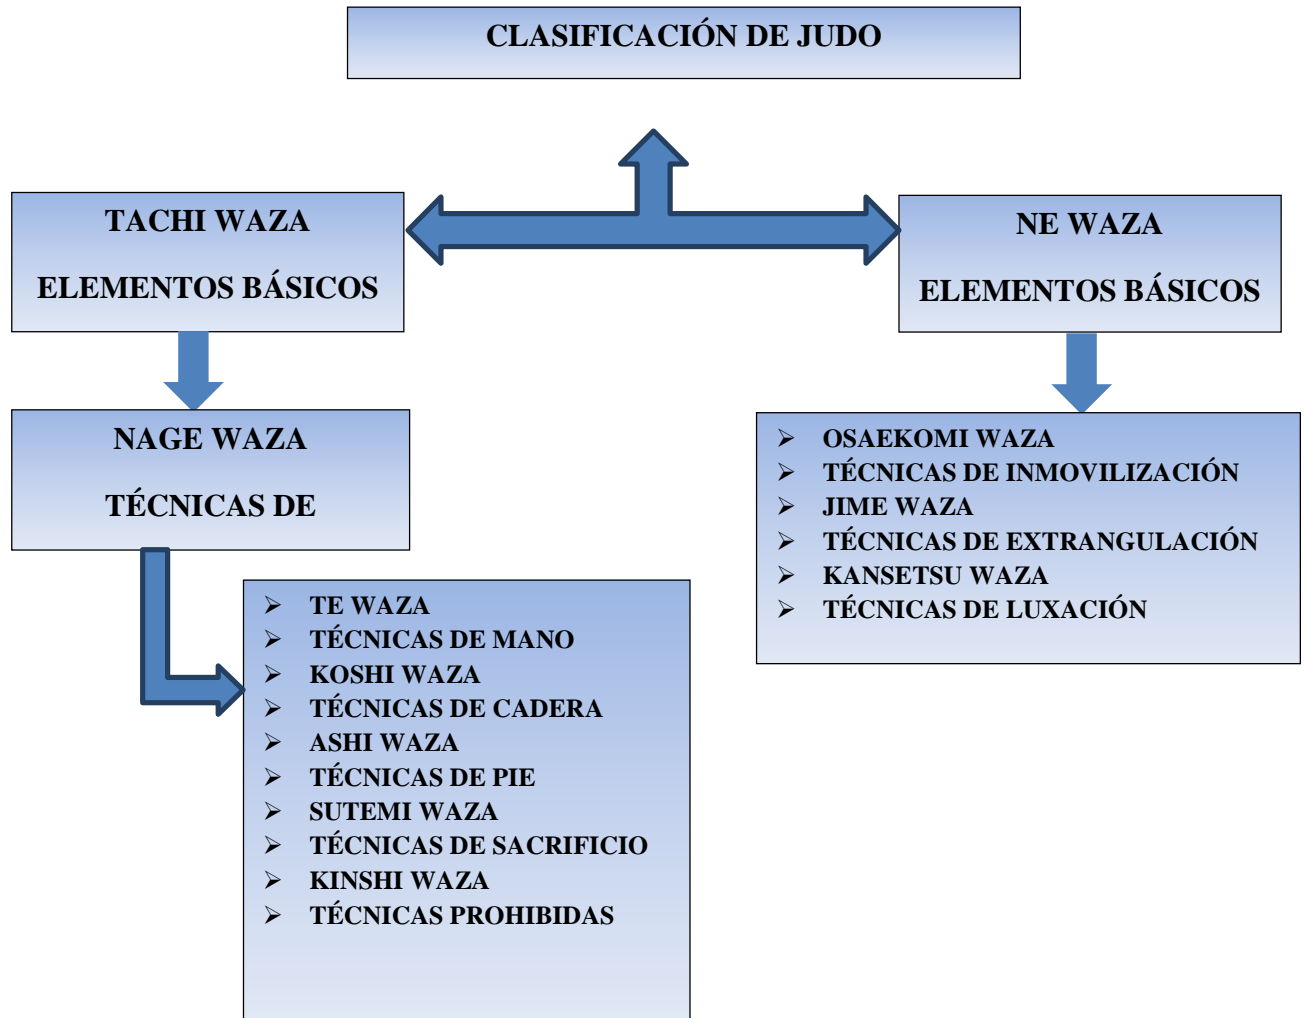 CLASIFICACIÓN DE JUDO
TACHI WAZA
ELEMENTOS BÁSICOS
NE WAZA
ELEMENTOS BÁSICOS
NAGE WAZA
TÉCNICAS DE
➢ OSAEKOMI WAZA
➢ TÉCNICAS DE INMOVILIZACIÓN
➢ JIME WAZA
➢ TÉCNICAS DE EXTRANGULACIÓN
➢ KANSETSU WAZA
➢ TÉCNICAS DE LUXACIÓN
➢ TE WAZA
➢ TÉCNICAS DE MANO
➢ KOSHI WAZA
➢ TÉCNICAS DE CADERA
➢ ASHI WAZA
➢ TÉCNICAS DE PIE
➢ SUTEMI WAZA
➢ TÉCNICAS DE SACRIFICIO
➢ KINSHI WAZA
➢ TÉCNICAS PROHIBIDAS